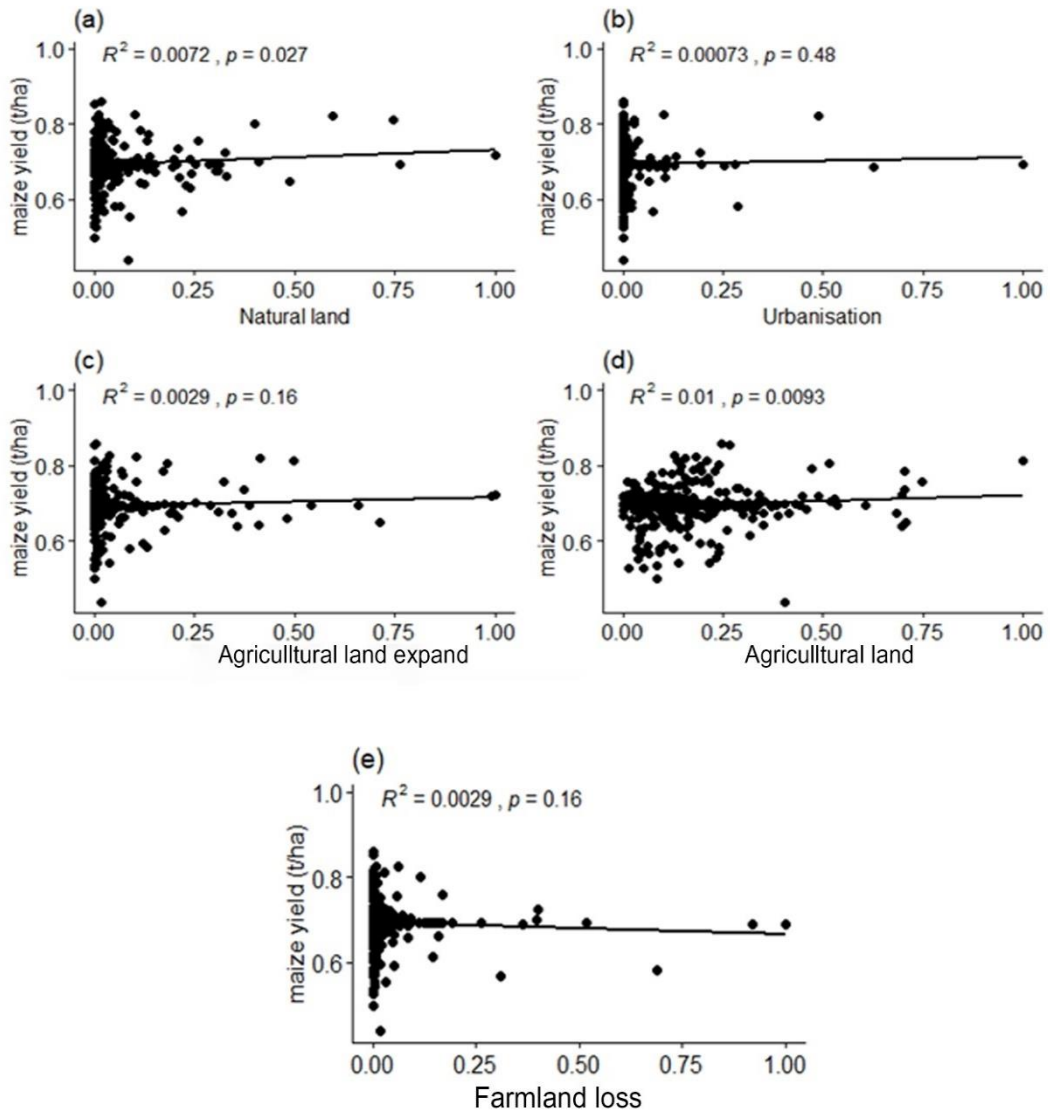 (a)
R² = 0.0072 , p = 0.027
maize yield (t/ha)
1.0
0.8
0.6
0.00 0.25 0.50 0.75 1.00
Natural land
(b)
R² = 0.00073 , p = 0.48
maize yield (t/ha)
1.0
0.8
0.6
0.00 0.25 0.50 0.75 1.00
Urbanisation
(c)
R² = 0.0029 , p = 0.16
maize yield (t/ha)
1.0
0.8
0.6
0.00 0.25 0.50 0.75 1.00
Agriculltural land expand
(d)
R² = 0.01 , p = 0.0093
maize yield (t/ha)
1.0
0.8
0.6
0.00 0.25 0.50 0.75 1.00
Agriculltural land
(e)
R² = 0.0029 , p = 0.16
maize yield (t/ha)
1.0
0.8
0.6
0.00 0.25 0.50 0.75 1.00
Farmland loss